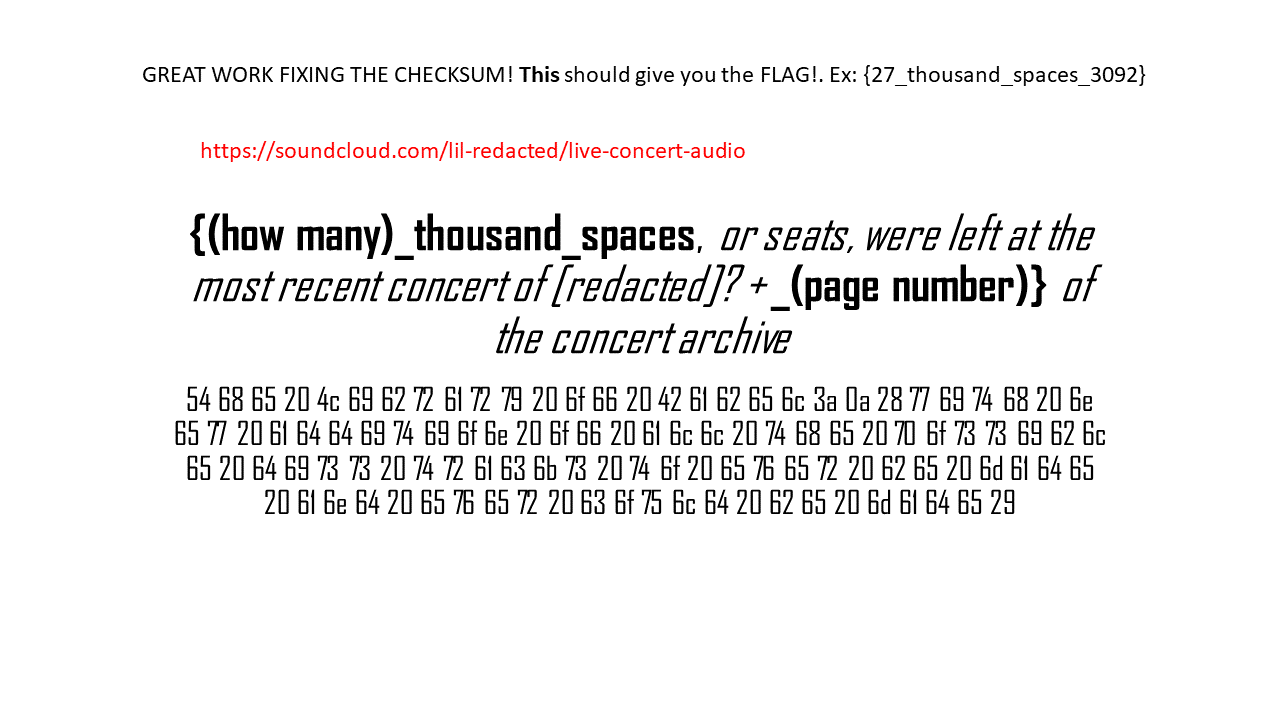 GREAT WORK FIXING THE CHECKSUM! This should give you the FLAG!. Ex: {27_thousand_spaces_3092}
https://soundcloud.com/lil-redacted/live-concert-audio
{(how many)_thousand_spaces, or seats, were left at the
most recent concert of [redacted]? + _(page number)} of
the concert archive
54 68 65 20 4c 69 62 72 61 72 79 20 6f 66 20 42 61 62 65 6c 3a 0a 28 77 69 74 68 20 6e
65 77 20 61 64 64 69 74 69 6f 6e 20 6f 66 20 61 6c 6c 20 74 68 65 20 70 6f 73 73 69 62 6c
65 20 64 69 73 73 20 74 72 61 63 6b 73 20 74 6f 20 65 76 65 72 20 62 65 20 6d 61 64 65
20 61 6e 64 20 65 76 65 72 20 63 6f 75 6c 64 20 62 65 20 6d 61 64 65 29